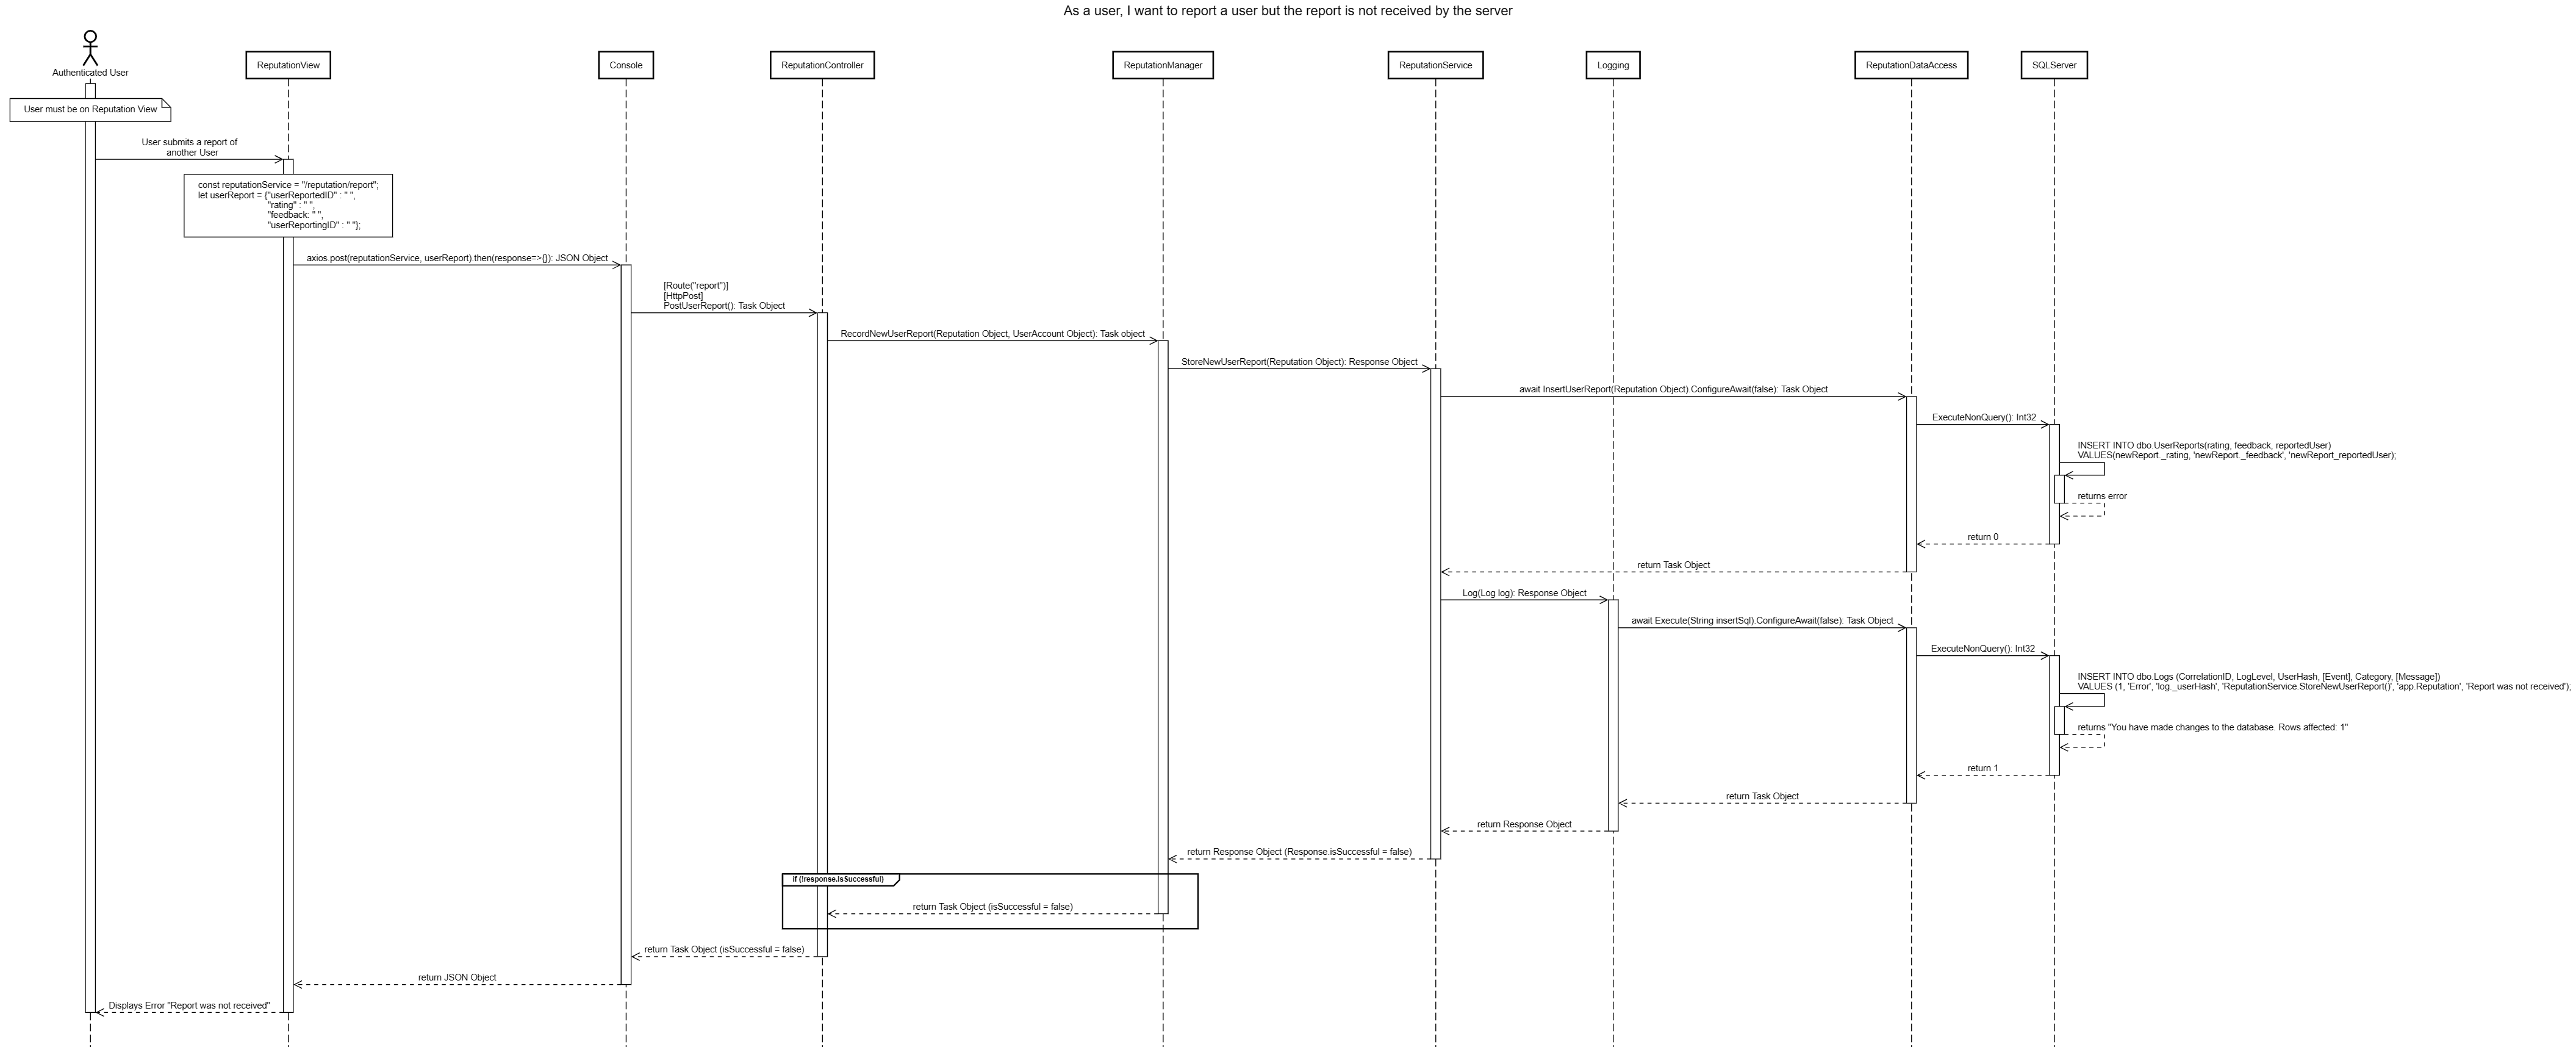 As a user, I want to report a user but the report is not received by the server
Authenticated User
ReputationView
Console
ReputationController
ReputationManager
ReputationService
Logging
ReputationDataAccess
SQLServer
User must be on Reputation View
User submits a report of
another User
const reputationService = "/reputation/report";
let userReport = {"userReportedID" : " ",
"rating" : " ",
"feedback: " ",
"userReportingID" : " "};
axios.post(reputationService, userReport).then(response=>{}): JSON Object
[Route("report")]
[HttpPost]
PostUserReport(): Task Object
RecordNewUserReport(Reputation Object, UserAccount Object): Task object
StoreNewUserReport(Reputation Object): Response Object
await InsertUserReport(Reputation Object).ConfigureAwait(false): Task Object
ExecuteNonQuery(): Int32
INSERT INTO dbo.UserReports(rating, feedback, reportedUser)
VALUES(newReport._rating, 'newReport._feedback', 'newReport_reportedUser);
returns error
return 0
return Task Object
Log(Log log): Response Object
await Execute(String insertSql).ConfigureAwait(false): Task Object
ExecuteNonQuery(): Int32
INSERT INTO dbo.Logs (CorrelationID, LogLevel, UserHash, [Event], Category, [Message])
VALUES (1, 'Error', 'log._userHash', 'ReputationService.StoreNewUserReport()', 'app.Reputation', 'Report was not received');
returns "You have made changes to the database. Rows affected: 1"
return 1
return Task Object
return Response Object
return Response Object (Response.isSuccessful = false)
if (!response.isSuccessful)
return Task Object (isSuccessful = false)
return Task Object (isSuccessful = false)
return JSON Object
Displays Error "Report was not received"